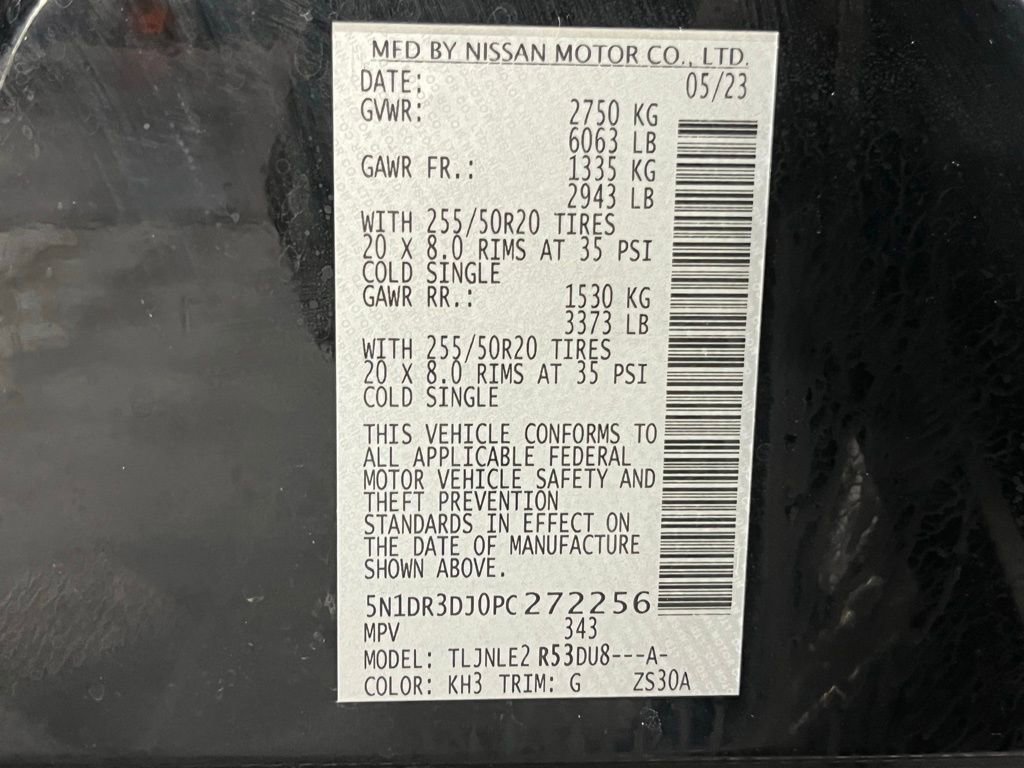 MFD BY NISSAN MOTOR CO., LTD.
DATE: 05/23
GVWR: 2750 KG
6063 LB
GAWR FR.: 1335 KG
2943 LB
WITH 255/50R20 TIRES
20 X 8.0 RIMS AT 35 PSI
COLD SINGLE
GAWR RR.: 1530 KG
3373 LB
WITH 255/50R20 TIRES
20 X 8.0 RIMS AT 35 PSI
COLD SINGLE
THIS VEHICLE CONFORMS TO
ALL APPLICABLE FEDERAL
MOTOR VEHICLE SAFETY AND
THEFT PREVENTION
STANDARDS IN EFFECT ON
THE DATE OF MANUFACTURE
SHOWN ABOVE.
5N1DR3DJ0PC272256
MPV 343
MODEL: TLJNLE2 R53DU8---A-
COLOR: KH3 TRIM: G ZS30A